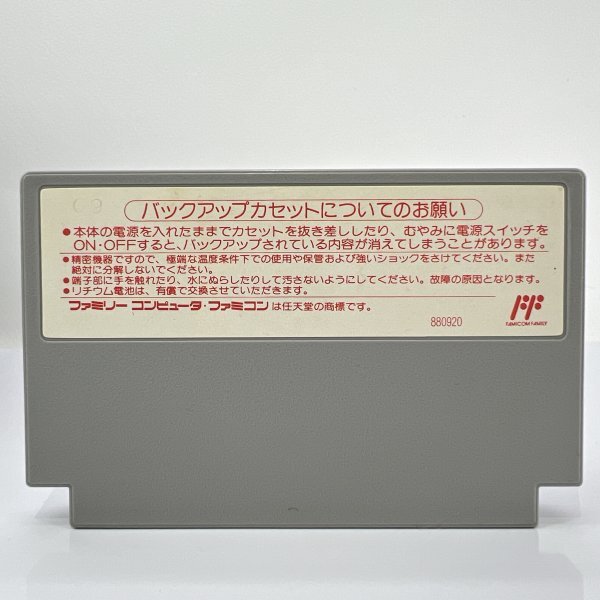 バックアップカセットについてのお願い
●本体の電源を入れたままでカセットを抜き差ししたり、むやみに電源スイッチを
ON・OFFすると、バックアップされている内容が消えてしまうことがあります。
●精密機器ですので、極端な温度条件下での使用や保管および強いショックをさけてください。また
絶対に分解しないでください。
●端子部に手を触れたり、水にぬらしたりして汚さないようにしてください。故障の原因となります。
●リチウム電池は、有償で交換させていただきます。
ファミリー コンピュータ・ファミコン は任天堂の商標です。
880920
FAMICOM FAMILY